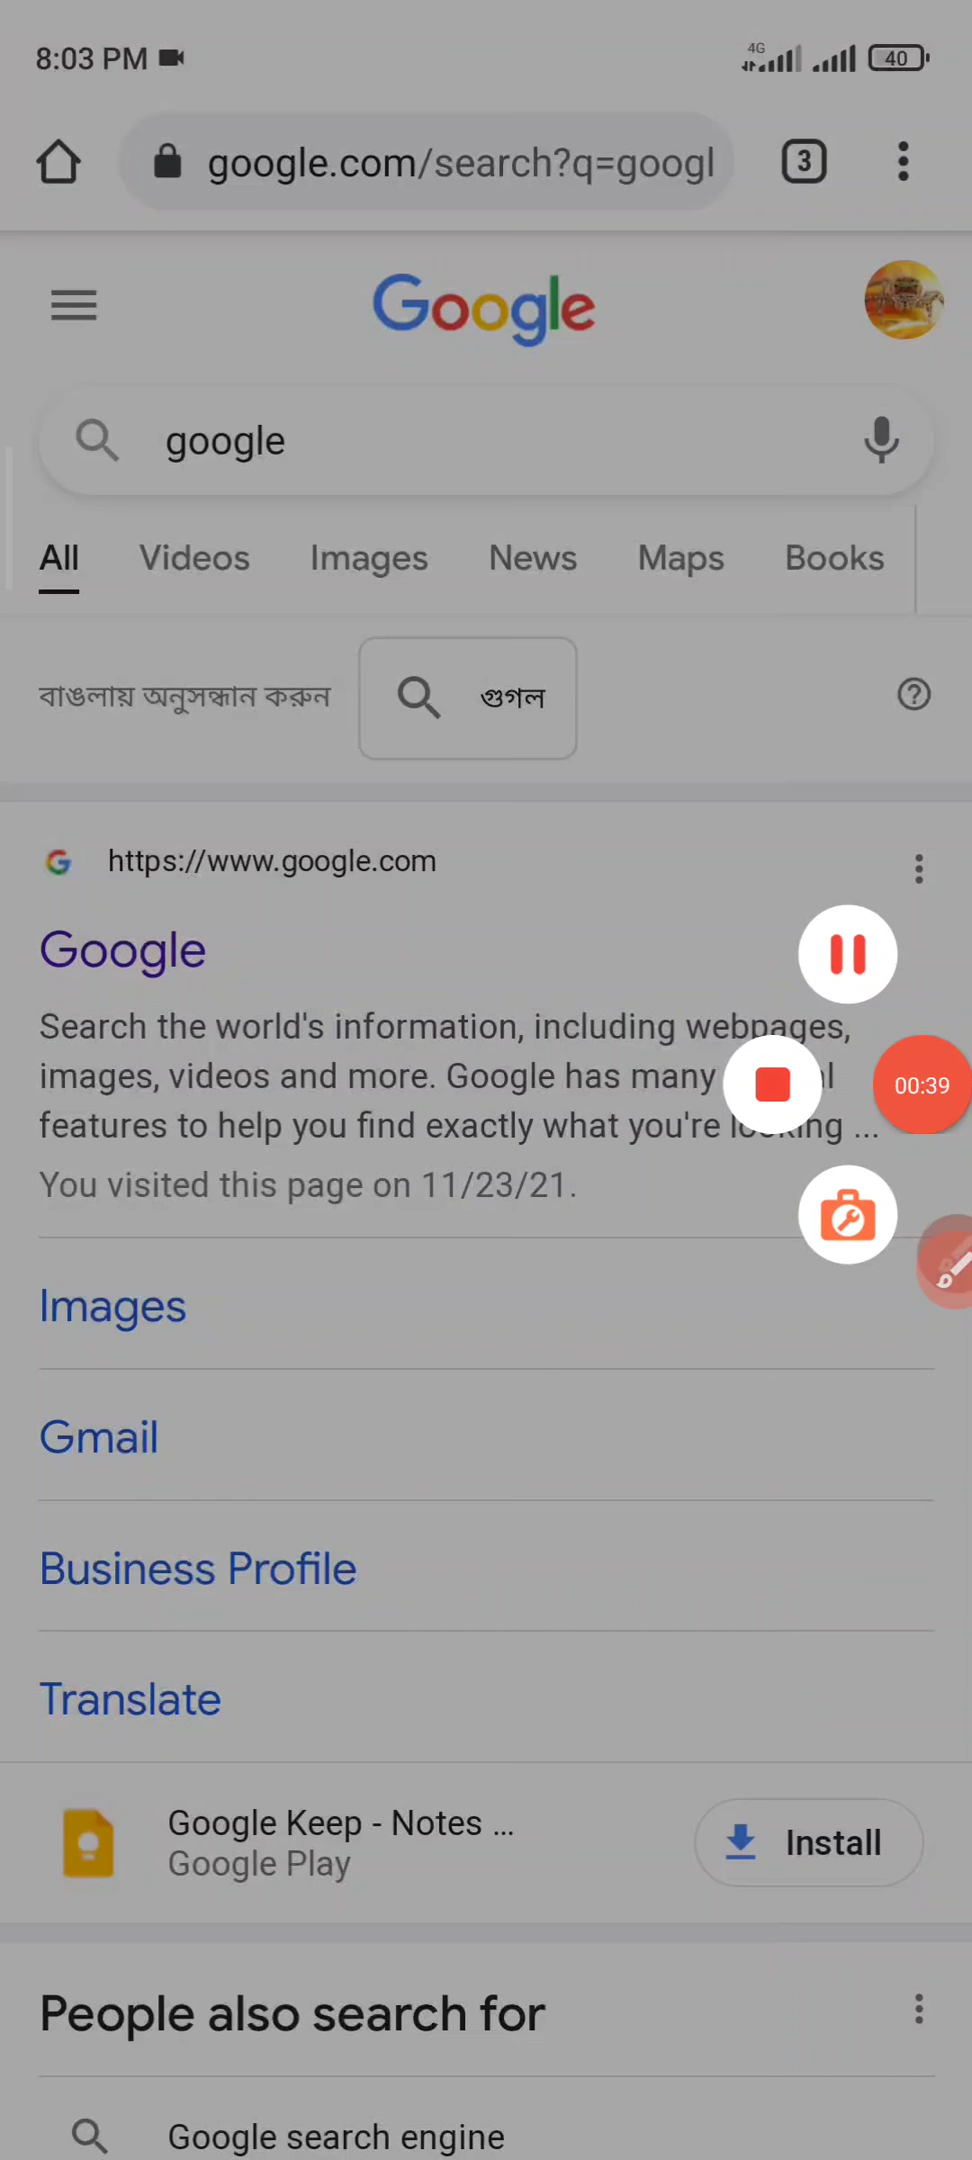 8:03 PM
4G
40
google.com/search?q=googl
3
Google
google
All Videos Images News Maps Books
বাঙলায় অনুসন্ধান করুন গুগল
https://www.google.com
Google
Search the world's information, including webpages,
images, videos and more. Google has many
features to help you find exactly what you're looking ...
00:39
You visited this page on 11/23/21.
Images
Gmail
Business Profile
Translate
Google Keep - Notes ...
Google Play
Install
People also search for
Google search engine